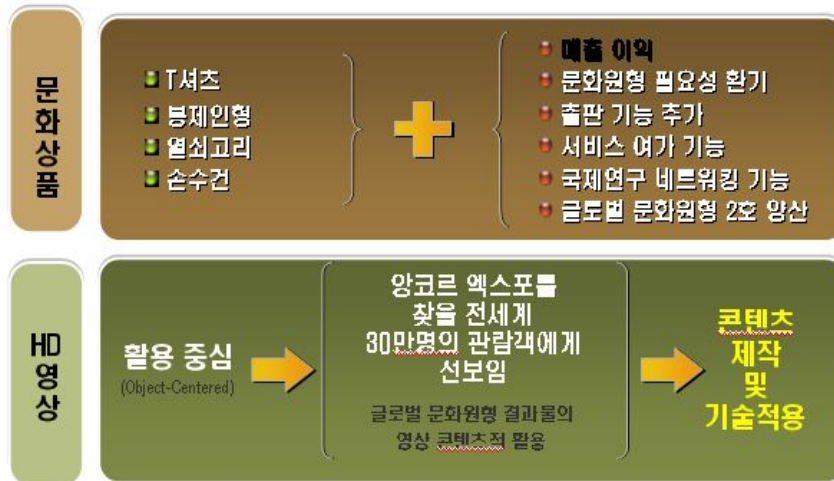 문화상품
T셔츠
봉제인형
열쇠고리
손수건
매출 이익
문화원형 필요성 환기
출판 기능 추가
서비스 여가 기능
국제연구 네트워킹 기능
글로벌 문화원형 2호 양산
HD영상
활용 중심
(Object-Centered)
앙코르 엑스포를
찾을 전세계
30만명의 관람객에게
선보임
글로벌 문화원형 결과물의
영상 콘텐츠적 활용
콘텐츠
제작
및
기술적용